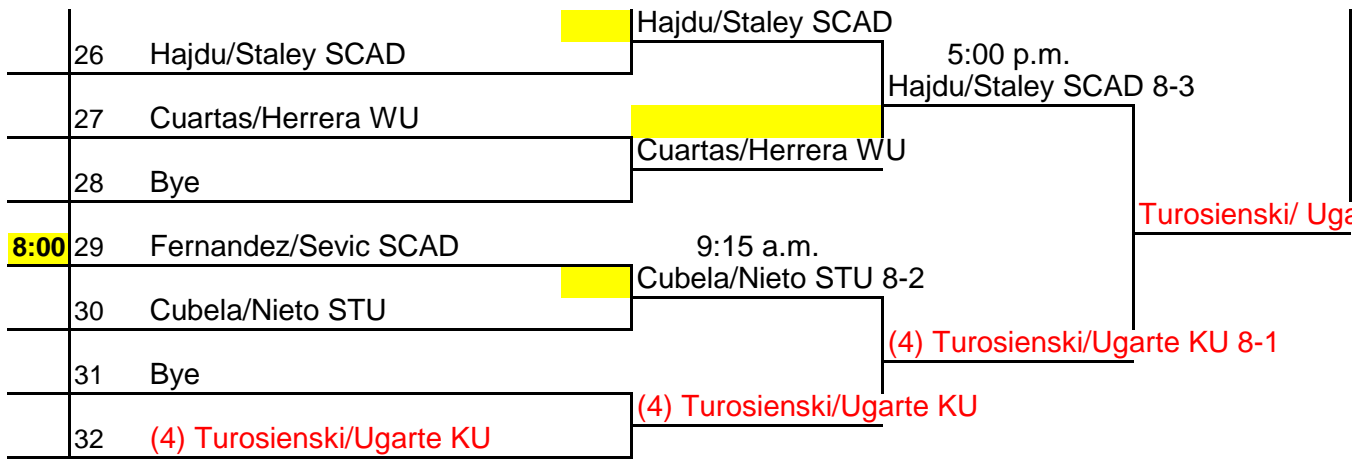 Hajdu/Staley SCAD
26 Hajdu/Staley SCAD 5:00 p.m.
Hajdu/Staley SCAD 8-3
27 Cuartas/Herrera WU
Cuartas/Herrera WU
28 Bye
Turosienski/
8:00 29 Fernandez/Sevic SCAD 9:15 a.m.
Cubela/Nieto STU 8-2
30 Cubela/Nieto STU
(4) Turosienski/Ugarte KU 8-1
31 Bye
(4) Turosienski/Ugarte KU
32 (4) Turosienski/Ugarte KU